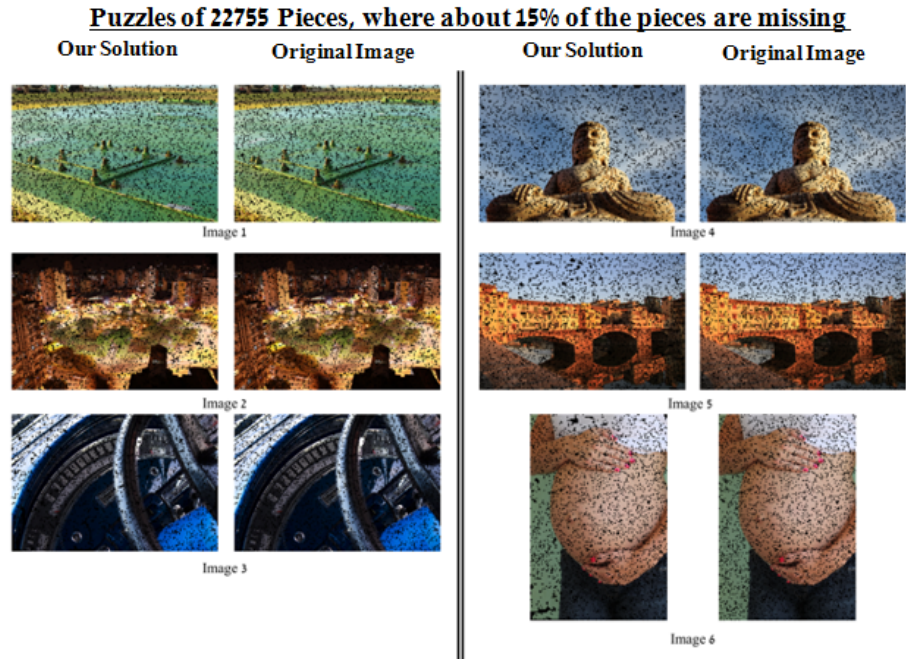 Puzzles of 22755 Pieces, where about 15% of the pieces are missing
Our Solution
Original Image
Image 1
Image 2
Image 3
Our Solution
Original Image
Image 4
Image 5
Image 6